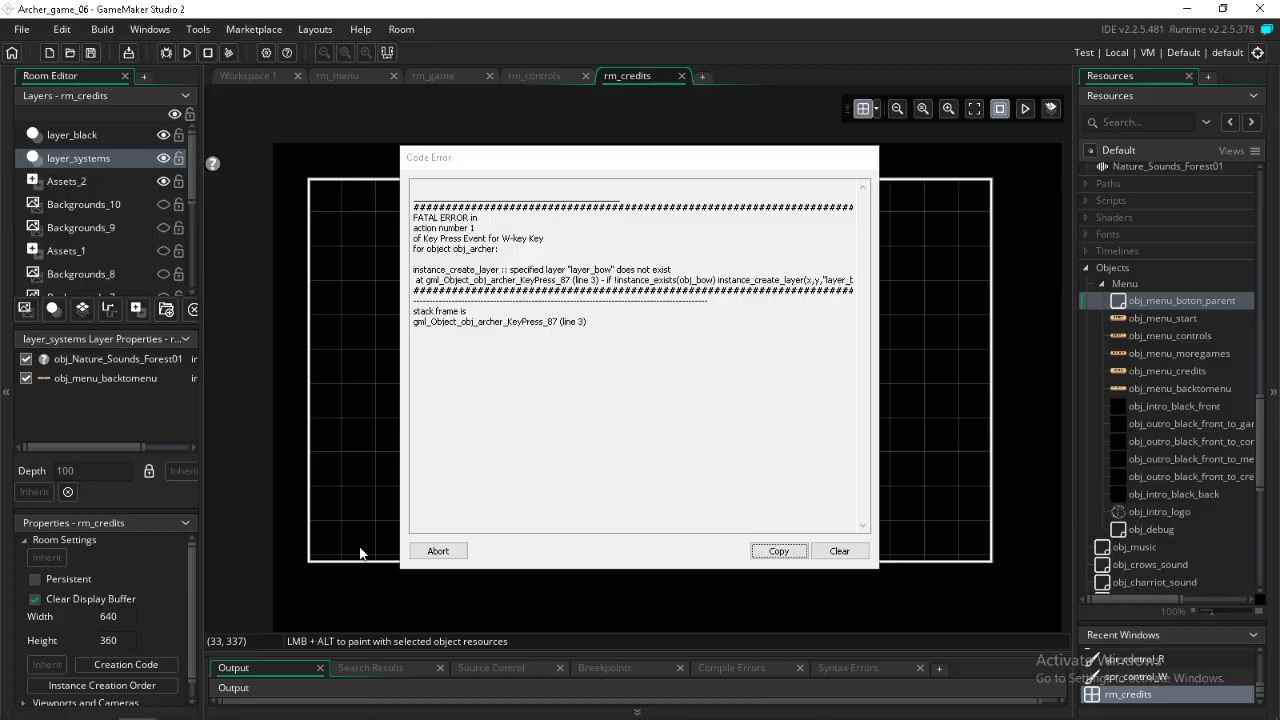 Archer_game_06 - GameMaker Studio 2
File Edit Build Windows Tools Marketplace Layouts Help Room
IDE v2.2.5.481 Runtime v2.2.5.378
Test | Local | VM | Default | default
Room Editor
Workspace 1 rm_menu rm_game rm_controls rm_credits
Resources
Layers - rm_credits
Resources
Search...
layer_black
layer_systems
Assets_2
Backgrounds_10
Backgrounds_9
Assets_1
Backgrounds_8
layer_systems Layer Properties - r...
obj_Nature_Sounds_Forest01 in
obj_menu_backtomenu in
Depth 100
Inherit
Properties - rm_credits
Room Settings
Inherit
Persistent
Clear Display Buffer
Width 640
Height 360
Inherit Creation Code
Instance Creation Order
Viewports and Cameras
Code Error
############################################
FATAL ERROR in
action number 1
of Key Press Event for W-key Key
for object obj_archer:
instance_create_layer :: specified layer "layer_bow" does not exist
at gml_Object_obj_archer_KeyPress_87 (line 3) - if !instance_exists(obj_bow) instance_create_layer(x,y,"layer_b
############################################
stack frame is
gml_Object_obj_archer_KeyPress_87 (line 3)
Abort Copy Clear
(33, 337) LMB + ALT to paint with selected object resources
Output Search Results Source Control Breakpoints Compile Errors Syntax Errors
Output
Default Views
Nature_Sounds_Forest01
Paths
Scripts
Shaders
Fonts
Timelines
Objects
Menu
obj_menu_boton_parent
obj_menu_start
obj_menu_controls
obj_menu_moregames
obj_menu_credits
obj_menu_backtomenu
obj_intro_black_front
obj_outro_black_front_to_gar
obj_outro_black_front_to_cor
obj_outro_black_front_to_me
obj_outro_black_front_to_cre
obj_intro_black_back
obj_intro_logo
obj_debug
obj_music
obj_crows_sound
obj_charriot_sound
100%
Recent Windows
spr_control_R
spr_control_W
rm_credits
Activate Windows
Go to Settings to activate Windows.